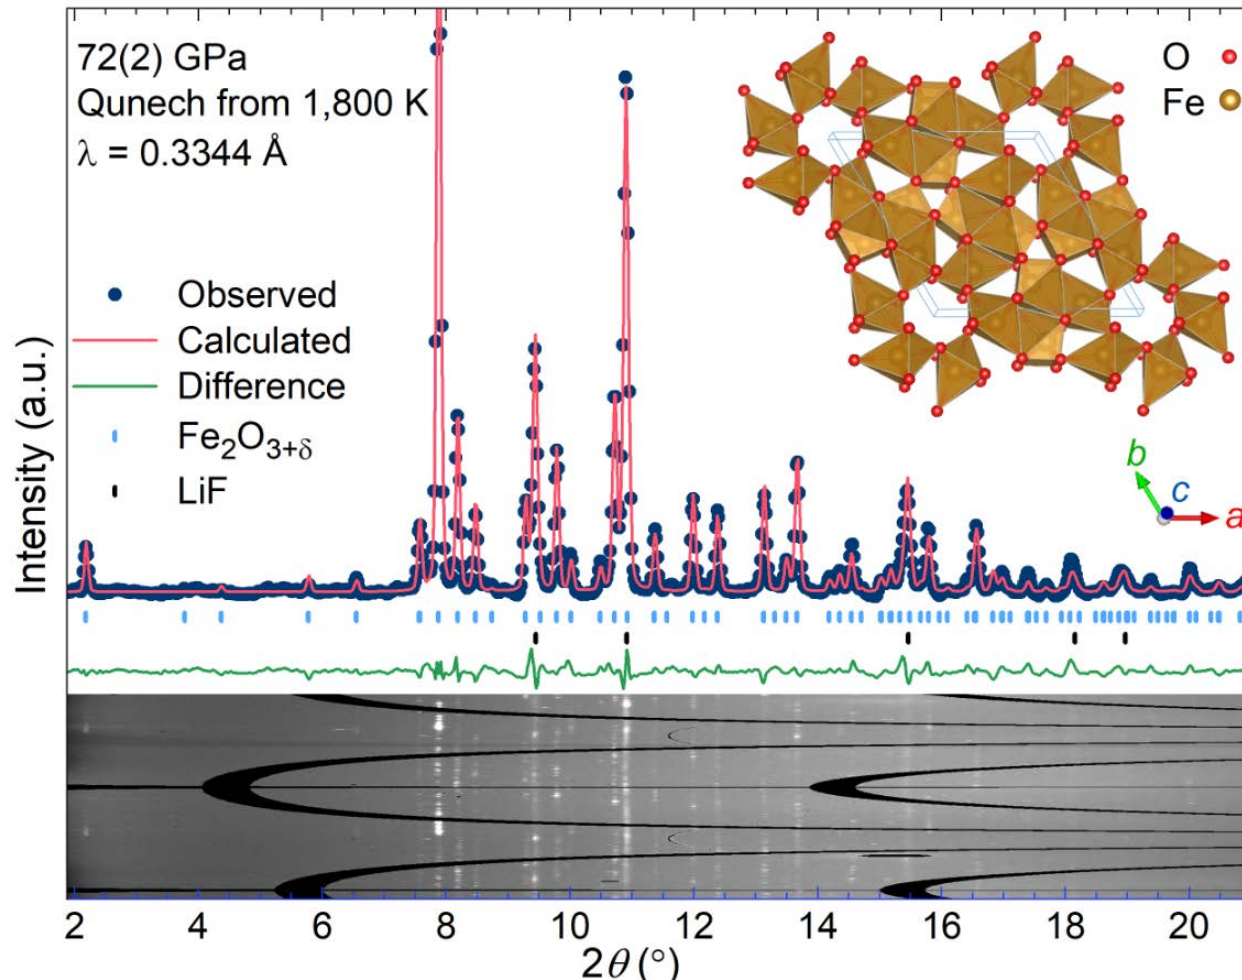 72(2) GPa
Qunech from 1,800 K
λ = 0.3344 Å
O
Fe
Observed
Calculated
Difference
Fe₂O₃₊δ
LiF
b
c
a
Intensity (a.u.)
2 4 6 8 10 12 14 16 18 20
2θ (°)